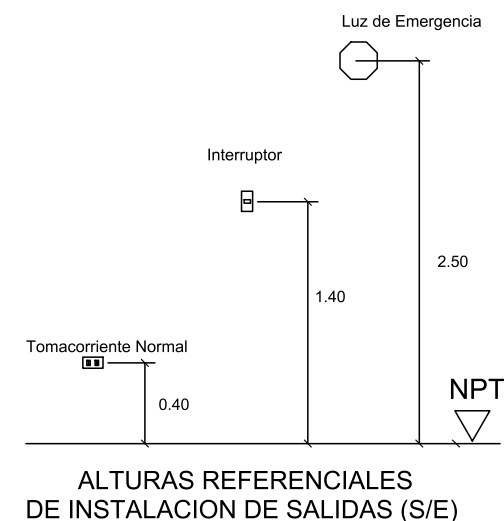 Luz de Emergencia
Interruptor
2.50
1.40
Tomacorriente Normal
0.40
NPT
ALTURAS REFERENCIALES
DE INSTALACION DE SALIDAS (S/E)